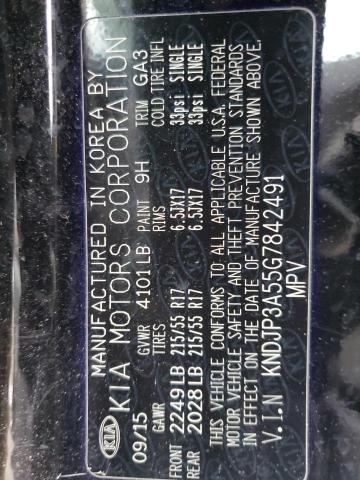 MANUFACTURED IN KOREA BY
KIA KIA MOTORS CORPORATION
09/15 GVWR 4101LB PAINT 9H TRIM GA3
GAWR TIRES RIMS COLD TIRE INFL
FRONT 2249LB 215/55 R17 6.5JX17 33psi SINGLE
REAR 2028LB 215/55 R17 6.5JX17 33psi SINGLE
THIS VEHICLE CONFORMS TO ALL APPLICABLE U.S.A. FEDERAL
MOTOR VEHICLE SAFETY AND THEFT PREVENTION STANDARDS
IN EFFECT ON THE DATE OF MANUFACTURE SHOWN ABOVE.
V.I.N KNDJP3A55G7842491
MPV